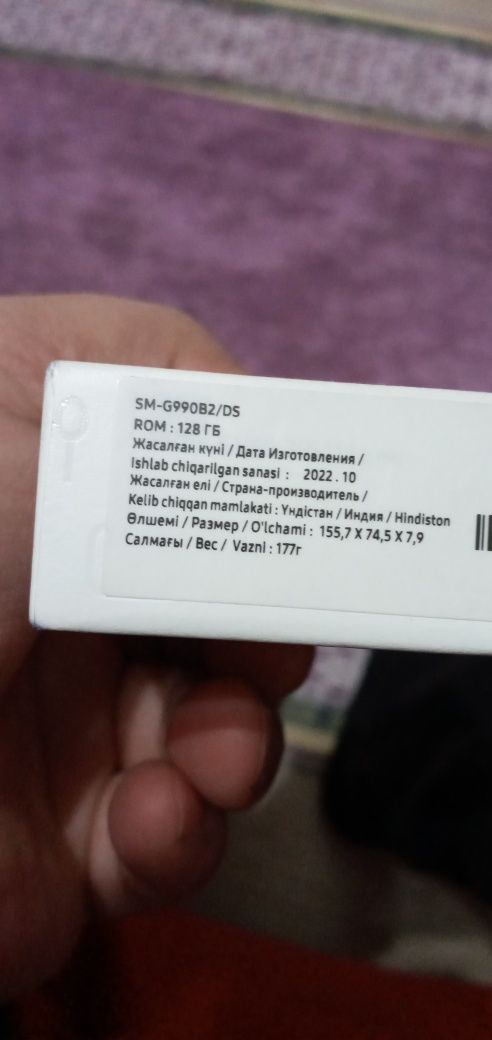 SM-G990B2/DS
ROM : 128 ГБ
Жасалған күні / Дата Изготовления /
Ishlab chiqarilgan sanasi : 2022 . 10
Жасалған елі / Страна-производитель /
Kelib chiqqan mamlakati : Үндістан / Индия / Hindiston
Өлшемі / Размер / O'lchami : 155,7 X 74,5 X 7,9
Салмағы / Вес / Vazni : 177г